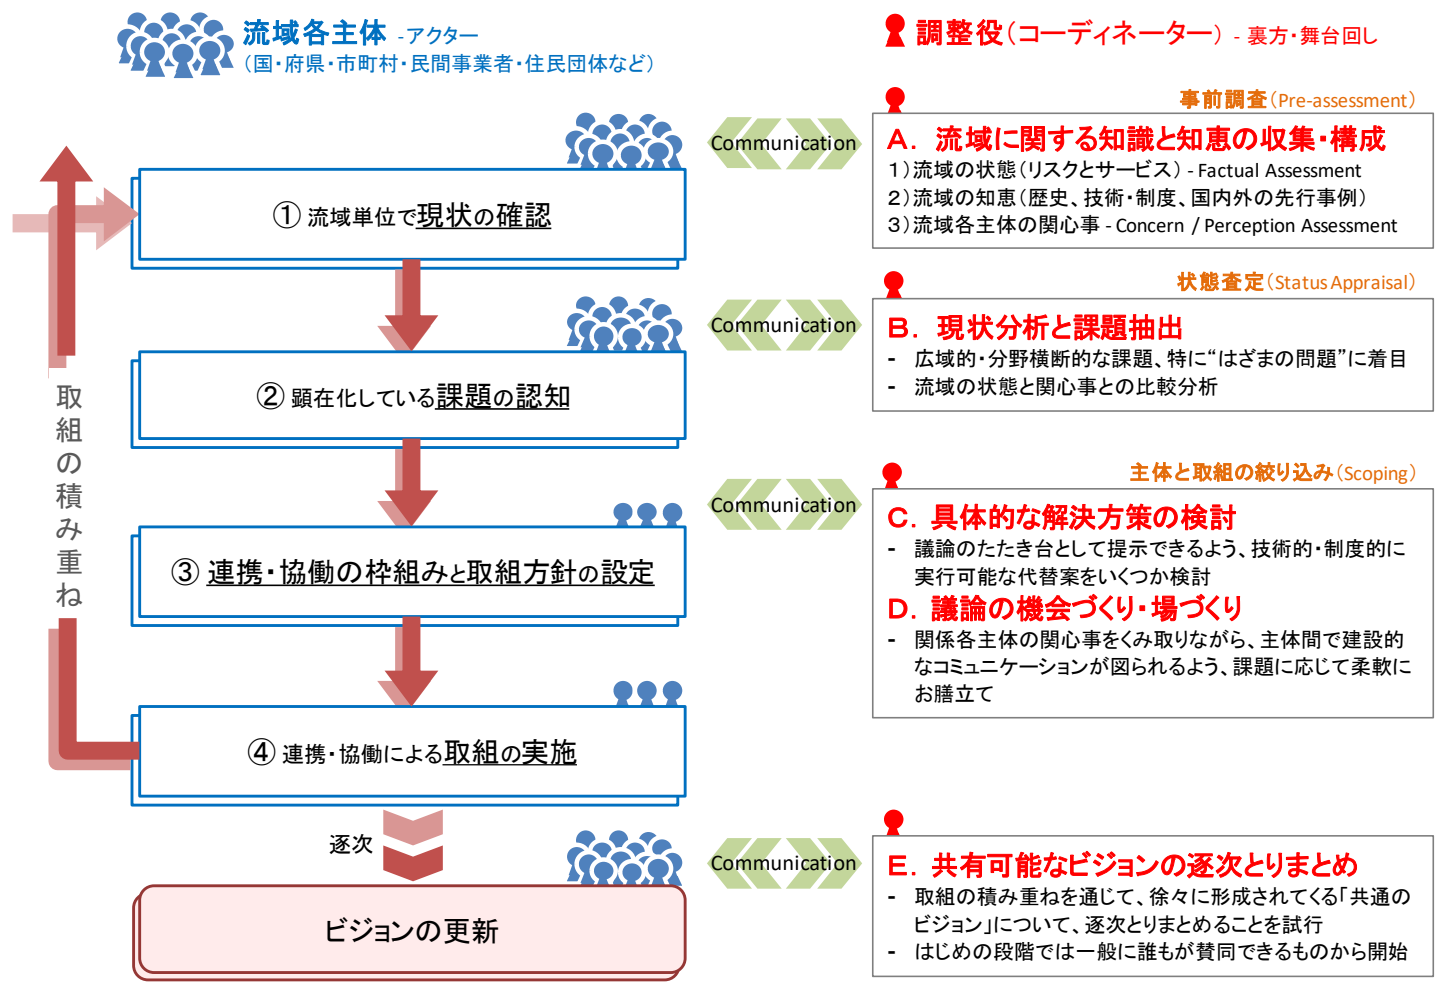 流域各主体 -アクター
（国・府県・市町村・民間事業者・住民団体など）
調整役（コーディネーター） - 裏方・舞台回し
事前調査（Pre-assessment）
Communication
A．流域に関する知識と知恵の収集・構成
１）流域の状態（リスクとサービス） - Factual Assessment
２）流域の知恵（歴史、技術・制度、国内外の先行事例）
３）流域各主体の関心事 - Concern / Perception Assessment
① 流域単位で現状の確認
状態査定（Status Appraisal）
Communication
B．現状分析と課題抽出
- 広域的・分野横断的な課題、特に“はざまの問題”に着目
- 流域の状態と関心事との比較分析
② 顕在化している課題の認知
取組の積み重ね
主体と取組の絞り込み（Scoping）
Communication
C．具体的な解決方策の検討
- 議論のたたき台として提示できるよう、技術的・制度的に
実行可能な代替案をいくつか検討
③ 連携・協働の枠組みと取組方針の設定
D．議論の機会づくり・場づくり
- 関係各主体の関心事をくみ取りながら、主体間で建設的
なコミュニケーションが図られるよう、課題に応じて柔軟に
お膳立て
④ 連携・協働による取組の実施
逐次
Communication
E．共有可能なビジョンの逐次とりまとめ
- 取組の積み重ねを通じて、徐々に形成されてくる「共通の
ビジョン」について、逐次とりまとめることを試行
- はじめの段階では一般に誰もが賛同できるものから開始
ビジョンの更新